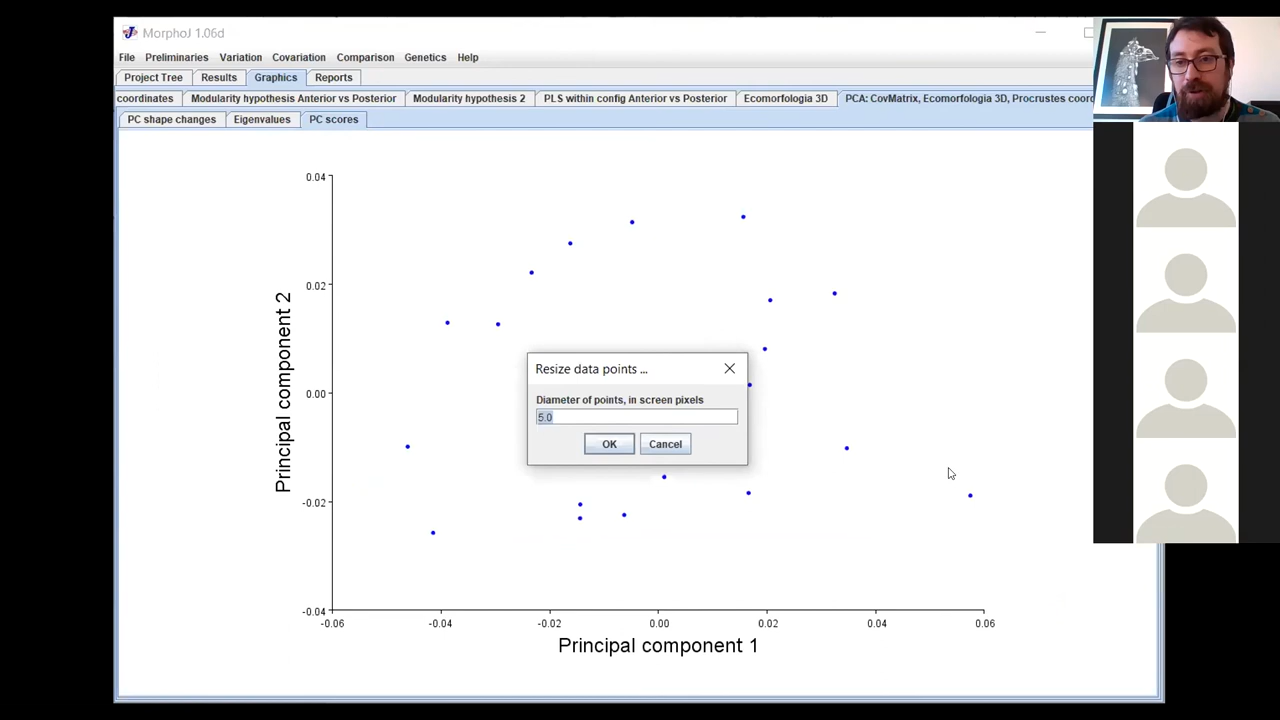 MorphoJ 1.06d
File Preliminaries Variation Covariation Comparison Genetics Help
Project Tree Results Graphics Reports
coordinates Modularity hypothesis Anterior vs Posterior Modularity hypothesis 2 PLS within config Anterior vs Posterior Ecomorfologia 3D PCA: CovMatrix, Ecomorfologia 3D, Procrustes coord
PC shape changes Eigenvalues PC scores
0.04
0.02
0.00
-0.02
-0.04
Principal component 2
Resize data points ...
Diameter of points, in screen pixels
5.0
OK Cancel
-0.06 -0.04 -0.02 0.00 0.02 0.04 0.06
Principal component 1